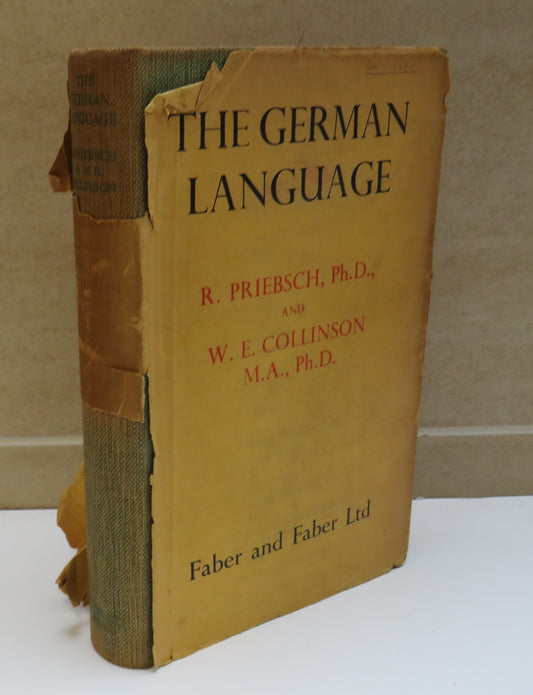 THE GERMAN
LANGUAGE
R. PRIEBSCH, Ph.D.,
AND
W. E. COLLINSON
M.A., Ph.D.
Faber and Faber Ltd
THE
GERMAN
LANGUAGE
PRIEBSCH
& W. E.
COLLINSON